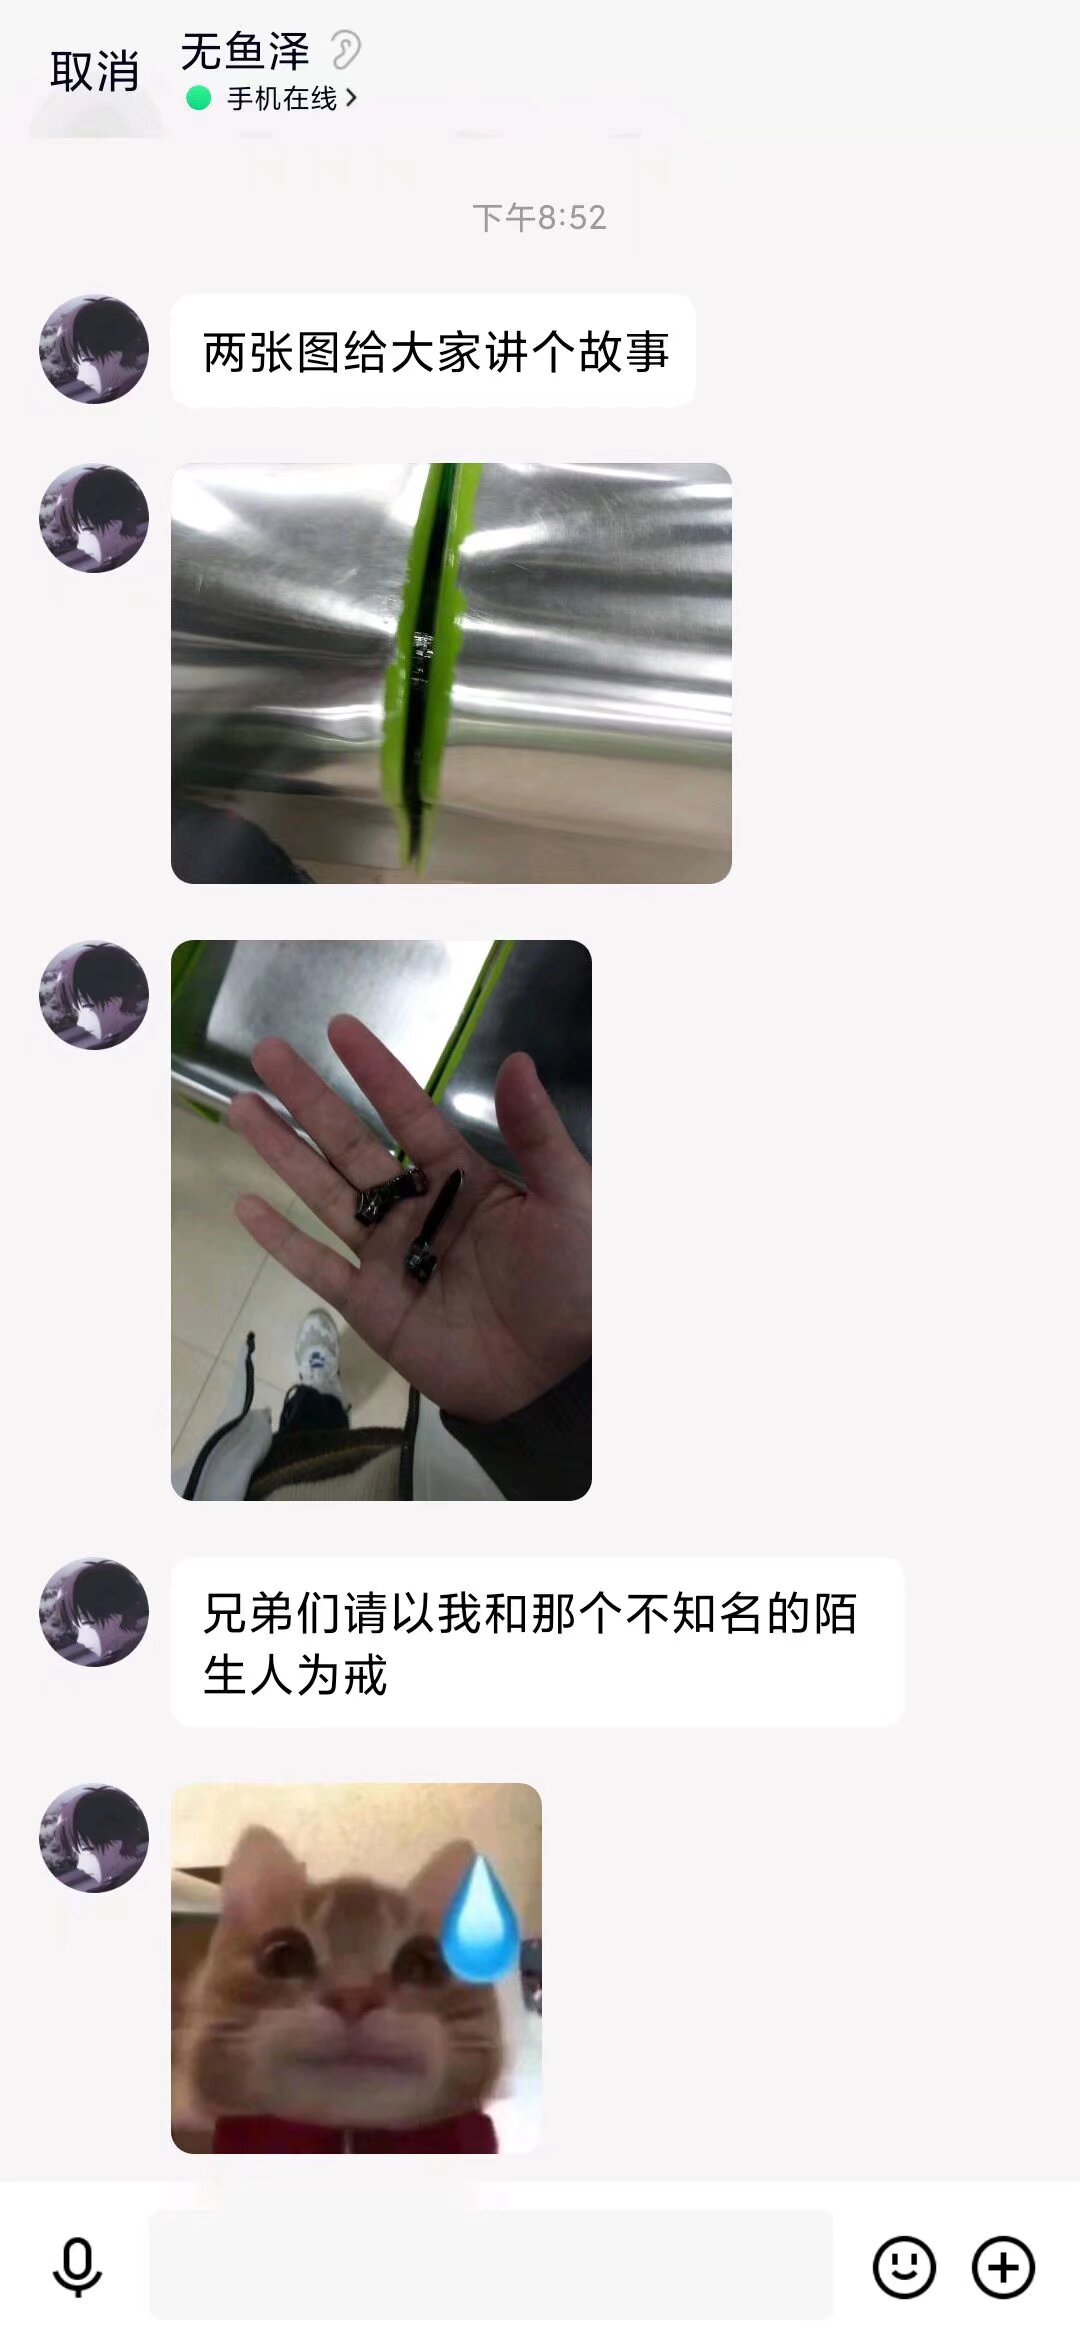 取消
无鱼泽
手机在线
下午8:52
两张图给大家讲个故事
兄弟们请以我和那个不知名的陌
生人为戒